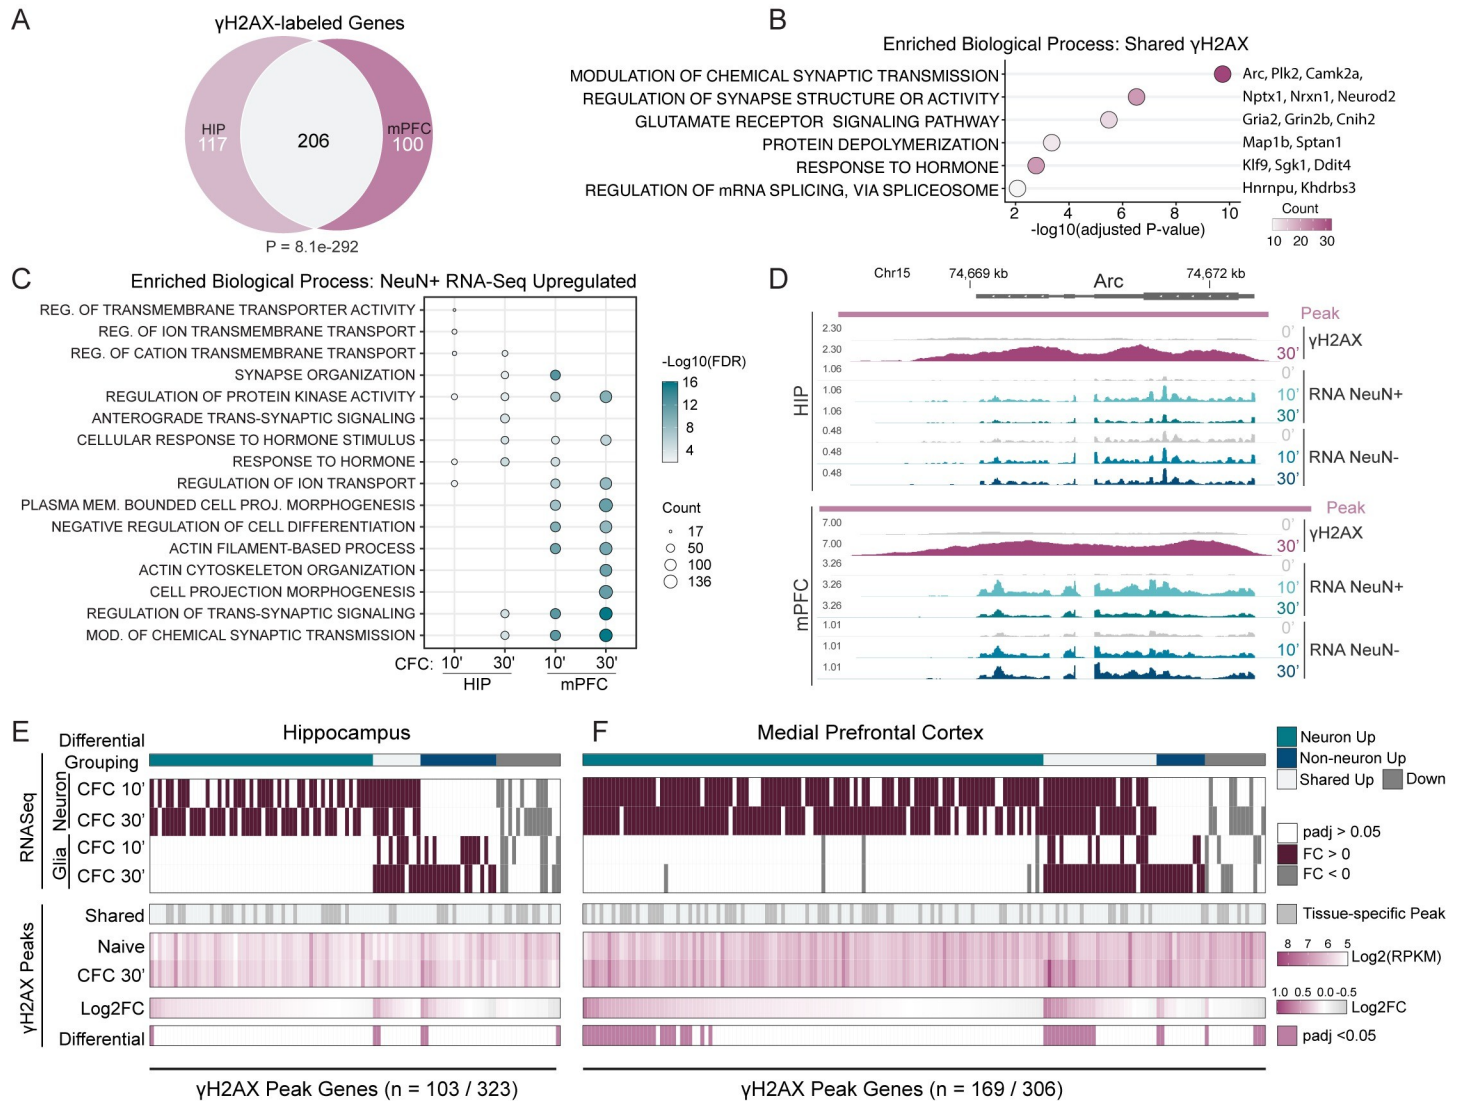 A
γH2AX-labeled Genes
HIP
117
206
mPFC
100
P = 8.1e-292
B
Enriched Biological Process: Shared γH2AX
MODULATION OF CHEMICAL SYNAPTIC TRANSMISSION
Arc, Plk2, Camk2a,
REGULATION OF SYNAPSE STRUCTURE OR ACTIVITY
Nptx1, Nrxn1, Neurod2
GLUTAMATE RECEPTOR SIGNALING PATHWAY
Gria2, Grin2b, Cnih2
PROTEIN DEPOLYMERIZATION
Map1b, Sptan1
RESPONSE TO HORMONE
Klf9, Sgk1, Ddit4
REGULATION OF mRNA SPLICING, VIA SPLICEOSOME
Hnrnpu, Khdrbs3
2 4 6 8 10
-log10(adjusted P-value)
Count
10 20 30
C
Enriched Biological Process: NeuN+ RNA-Seq Upregulated
REG. OF TRANSMEMBRANE TRANSPORTER ACTIVITY
REG. OF ION TRANSMEMBRANE TRANSPORT
REG. OF CATION TRANSMEMBRANE TRANSPORT
SYNAPSE ORGANIZATION
REGULATION OF PROTEIN KINASE ACTIVITY
ANTEROGRADE TRANS-SYNAPTIC SIGNALING
CELLULAR RESPONSE TO HORMONE STIMULUS
RESPONSE TO HORMONE
REGULATION OF ION TRANSPORT
PLASMA MEM. BOUNDED CELL PROJ. MORPHOGENESIS
NEGATIVE REGULATION OF CELL DIFFERENTIATION
ACTIN FILAMENT-BASED PROCESS
ACTIN CYTOSKELETON ORGANIZATION
CELL PROJECTION MORPHOGENESIS
REGULATION OF TRANS-SYNAPTIC SIGNALING
MOD. OF CHEMICAL SYNAPTIC TRANSMISSION
CFC: 10' 30' 10' 30'
HIP mPFC
-Log10(FDR)
16
12
8
4
Count
17
50
100
136
D
Chr15 74,669 kb Arc 74,672 kb
Peak
HIP
2.30 0'
γH2AX
2.30 30'
1.06 0'
1.06 10' RNA NeuN+
1.06 30'
0.48 0'
0.48 10' RNA NeuN-
0.48 30'
Peak
mPFC
7.00 0'
γH2AX
7.00 30'
3.26 0'
3.26 10' RNA NeuN+
3.26 30'
1.01 0'
1.01 10' RNA NeuN-
1.01 30'
E
Hippocampus
F
Medial Prefrontal Cortex
Differential
Grouping
RNASeq
Neuron
CFC 10'
CFC 30'
Glia
CFC 10'
CFC 30'
γH2AX Peaks
Shared
Naive
CFC 30'
Log2FC
Differential
γH2AX Peak Genes (n = 103 / 323)
γH2AX Peak Genes (n = 169 / 306)
Neuron Up
Non-neuron Up
Shared Up Down
padj > 0.05
FC > 0
FC < 0
Tissue-specific Peak
8 7 6 5
Log2(RPKM)
1.0 0.5 0.0 -0.5
Log2FC
padj <0.05